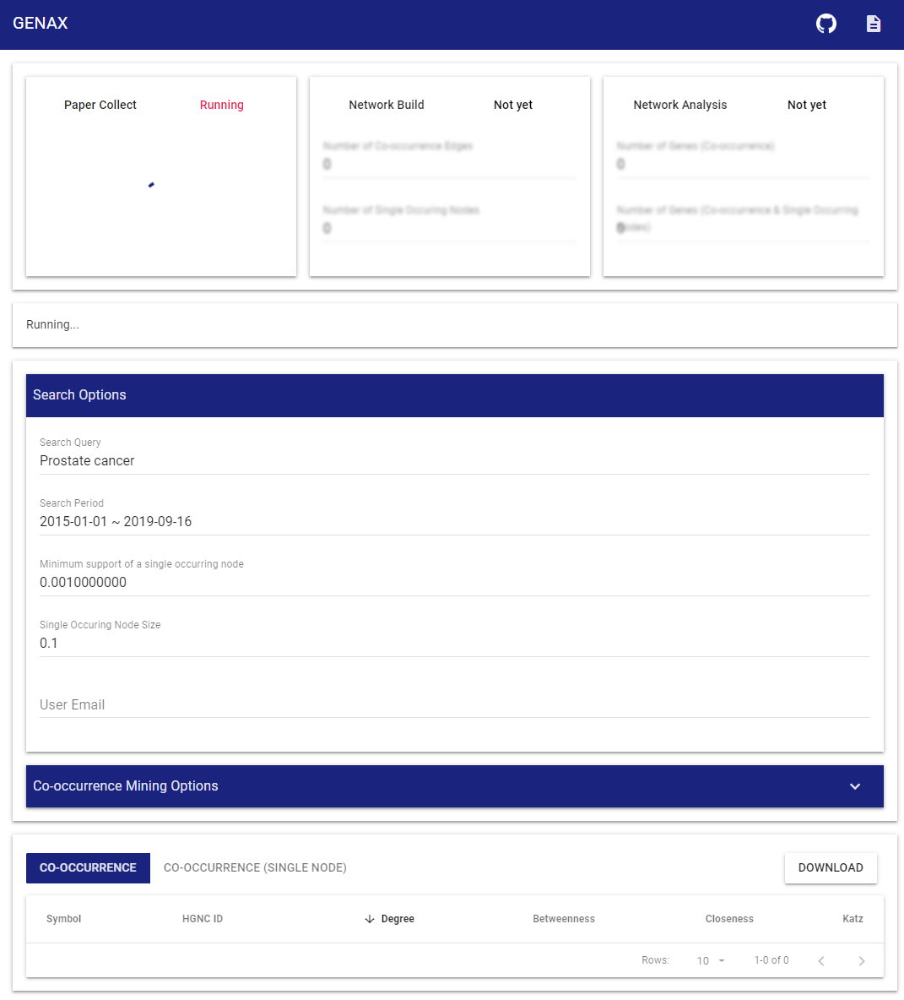 GENAX
Paper Collect Running
Network Build Not yet
Number of Co-occurrence Edges
0
Number of Single Occuring Nodes
0
Network Analysis Not yet
Number of Genes (Co-occurrence)
0
Number of Genes (Co-occurrence & Single Occurring
0
Running...
Search Options
Search Query
Prostate cancer
Search Period
2015-01-01 ~ 2019-09-16
Minimum support of a single occurring node
0.0010000000
Single Occuring Node Size
0.1
User Email
Co-occurrence Mining Options
CO-OCCURRENCE CO-OCCURRENCE (SINGLE NODE) DOWNLOAD
Symbol HGNC ID Degree Betweenness Closeness Katz
Rows: 10 1-0 of 0